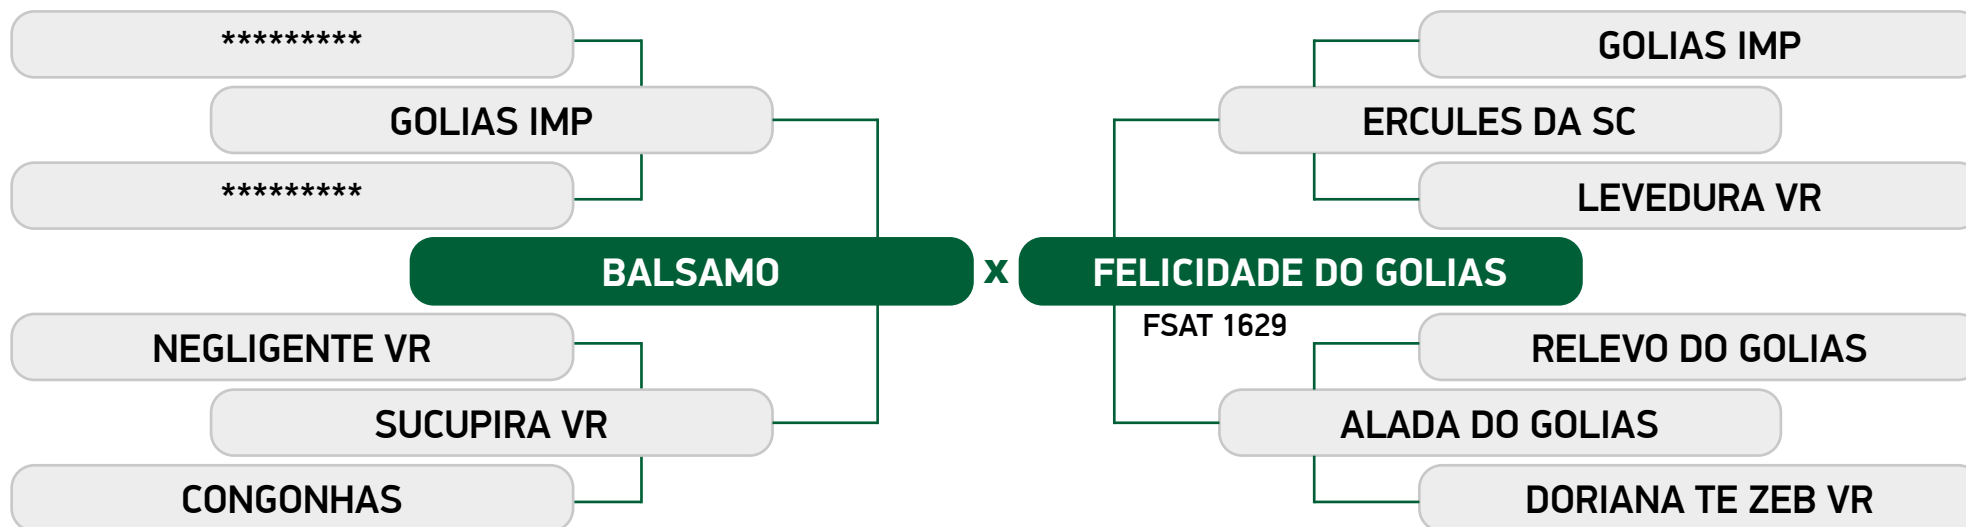 *********
GOLIAS IMP
GOLIAS IMP
ERCULES DA SC
*********
LEVEDURA VR
BALSAMO x FELICIDADE DO GOLIAS
FSAT 1629
NEGLIGENTE VR
RELEVO DO GOLIAS
SUCUPIRA VR
ALADA DO GOLIAS
CONGONHAS
DORIANA TE ZEB VR